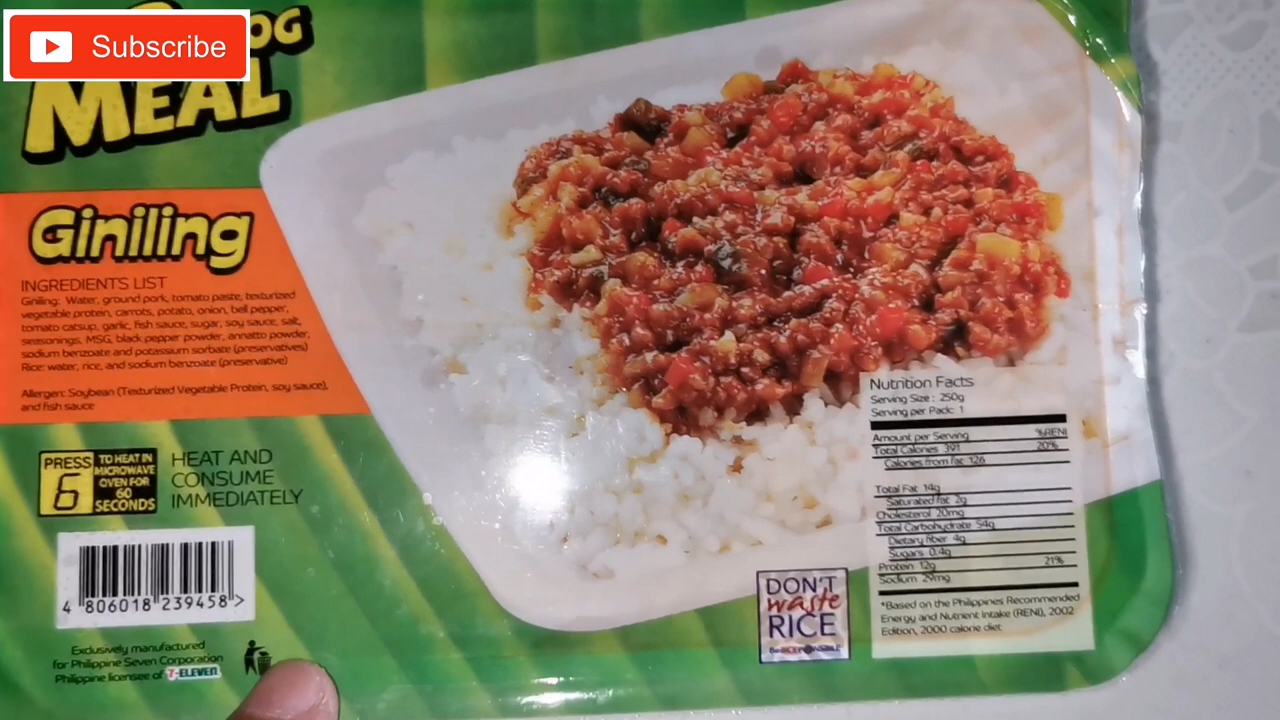 Subscribe
OG
MEAL
Giniling
INGREDIENTS LIST
Giniling: Water, ground pork, tomato paste, texturized
vegetable protein, carrots, potato, onion, bell pepper,
tomato catsup, garlic, fish sauce, sugar, soy sauce, salt,
seasonings, MSG, black pepper powder, annatto powder,
sodium benzoate and potassium sorbate (preservatives)
Rice: water, rice, and sodium benzoate (preservative)
Allergen: Soybean (Texturized Vegetable Protein, soy sauce),
and fish sauce
PRESS
6
TO HEAT IN
MICROWAVE
OVEN FOR
60
SECONDS
HEAT AND
CONSUME
IMMEDIATELY
4 806018 239458 >
Exclusively manufactured
for Philippine Seven Corporation
Philippine licensee of 7-ELEVEN
DON'T
waste
RICE
Be RICEPONSIBLE
Nutrition Facts
Serving Size : 250g
Serving per Pack: 1
Amount per Serving %RENI
Total Calories 391 20%
Calories from fat 126
Total Fat 14g
Saturated fat 2g
Cholesterol 20mg
Total Carbohydrate 54g
Dietary fiber 4g
Sugars 0.4g
Protein 12g 21%
Sodium 29mg
*Based on the Philippines Recommended
Energy and Nutrient Intake (RENI), 2002
Edition, 2000 calorie diet